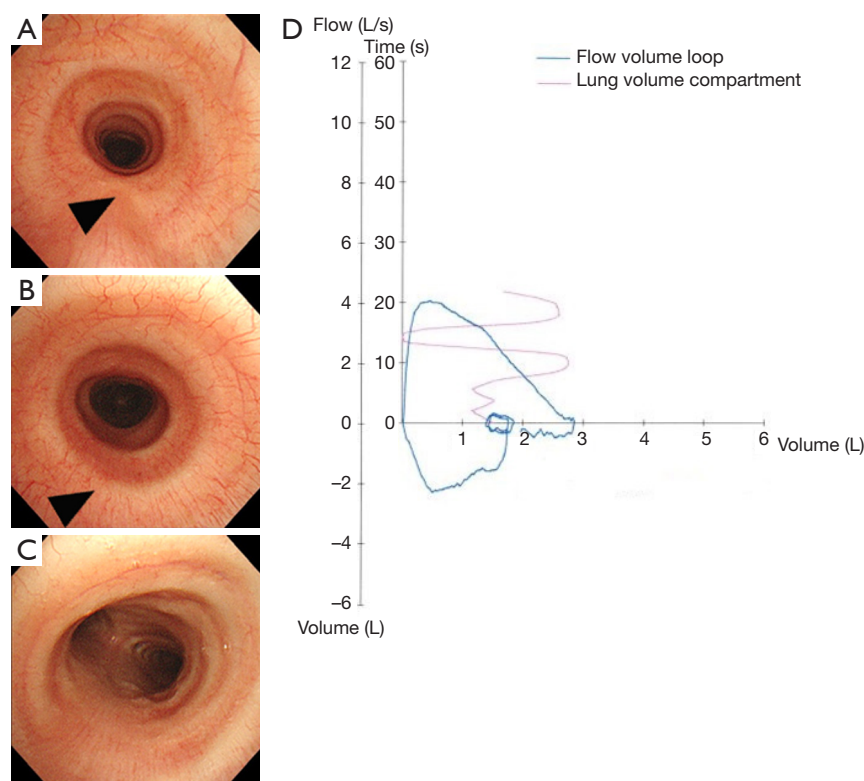 A
B
C
D
Flow (L/s)
Time (s)
12 60
10 50
8 40
6 30
4 20
2 10
0 0
–2
–4
–6
Volume (L)
1 2 3 4 5 6
Volume (L)
Flow volume loop
Lung volume compartment